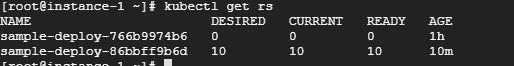 [root@instance-1 ~]# kubectl get rs
NAME DESIRED CURRENT READY AGE
sample-deploy-766b9974b6 0 0 0 1h
sample-deploy-86bbff9b6d 10 10 10 10m
[root@instance-1 ~]#